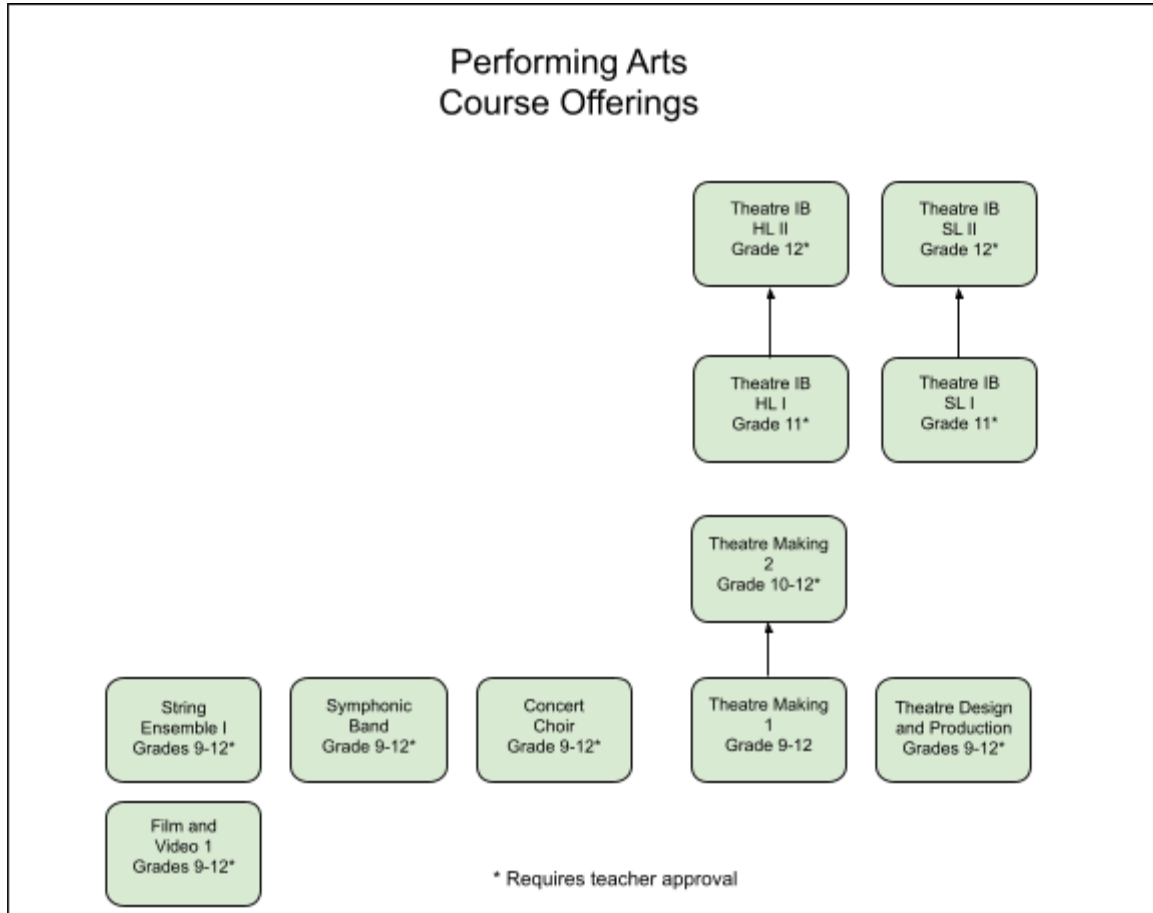 Performing Arts
Course Offerings
Theatre IB
HL II
Grade 12*
Theatre IB
SL II
Grade 12*
Theatre IB
HL I
Grade 11*
Theatre IB
SL I
Grade 11*
Theatre Making
2
Grade 10-12*
String
Ensemble I
Grades 9-12*
Symphonic
Band
Grade 9-12*
Concert
Choir
Grade 9-12*
Theatre Making
1
Grade 9-12
Theatre Design
and Production
Grades 9-12*
Film and
Video 1
Grades 9-12*
* Requires teacher approval